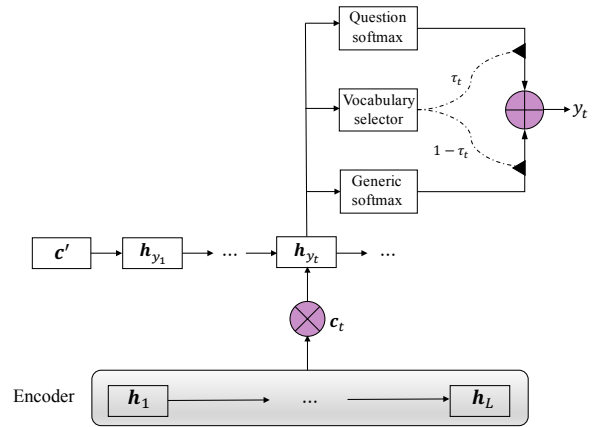 Question
softmax
τ_t
Vocabulary
selector
y_t
1 − τ_t
Generic
softmax
c'
h_{y_1}
...
h_{y_t}
...
c_t
Encoder
h_1
...
h_L